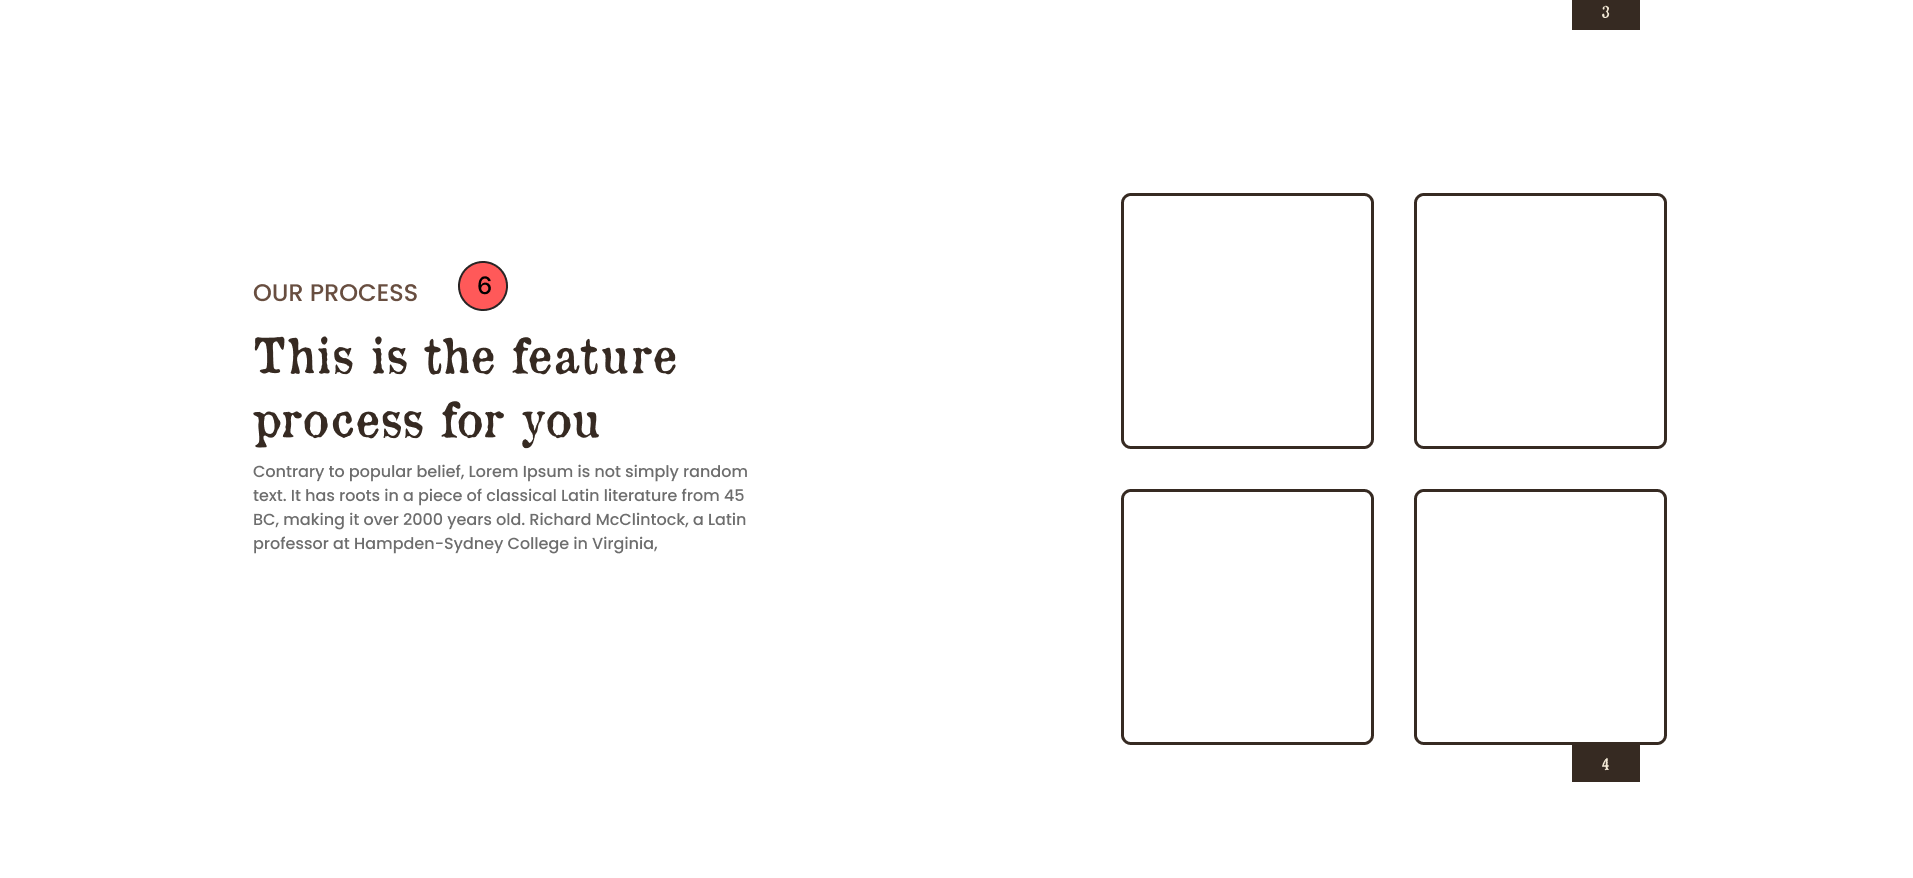 3
OUR PROCESS
6
This is the feature
process for you
Contrary to popular belief, Lorem Ipsum is not simply random
text. It has roots in a piece of classical Latin literature from 45
BC, making it over 2000 years old. Richard McClintock, a Latin
professor at Hampden-Sydney College in Virginia,
4